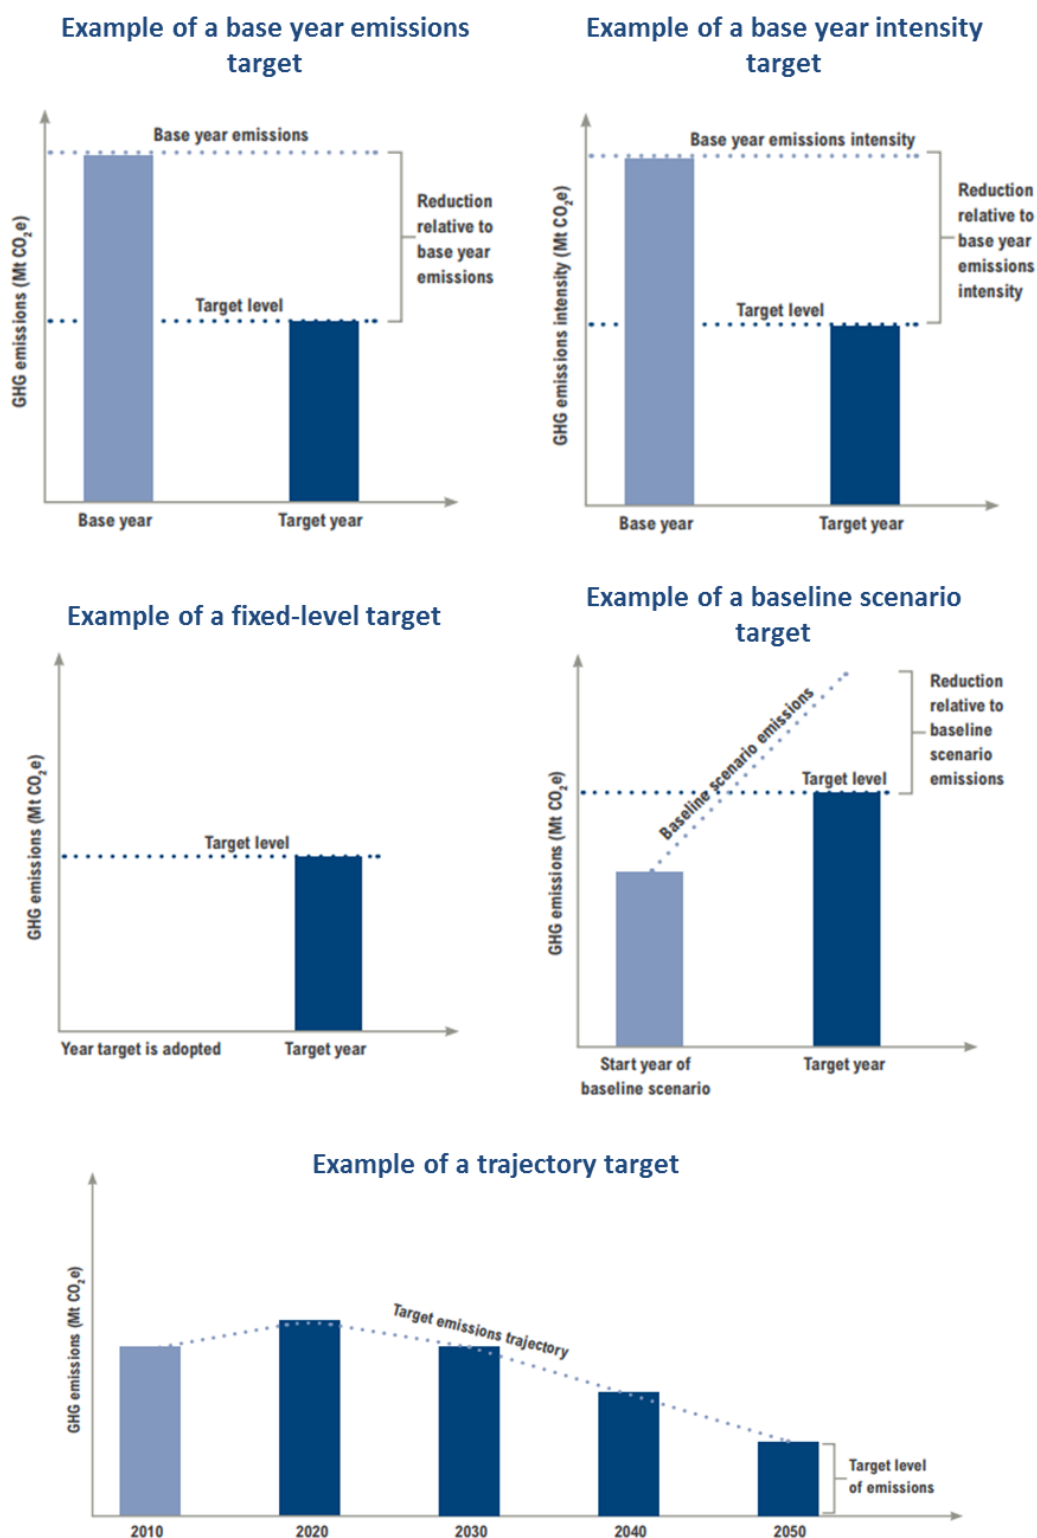 Example of a base year emissions
target
Base year emissions
Reduction
relative to
base year
emissions
Target level
GHG emissions (Mt CO₂e)
Base year
Target year
Example of a base year intensity
target
Base year emissions intensity
Reduction
relative to
base year
emissions
intensity
Target level
GHG emissions intensity (Mt CO₂e)
Base year
Target year
Example of a fixed-level target
Target level
GHG emissions (Mt CO₂e)
Year target is adopted
Target year
Example of a baseline scenario
target
Baseline scenario emissions
Reduction
relative to
baseline
scenario
emissions
Target level
GHG emissions (Mt CO₂e)
Start year of
baseline scenario
Target year
Example of a trajectory target
Target emissions trajectory
GHG emissions (Mt CO₂e)
Target level
of emissions
2010
2020
2030
2040
2050